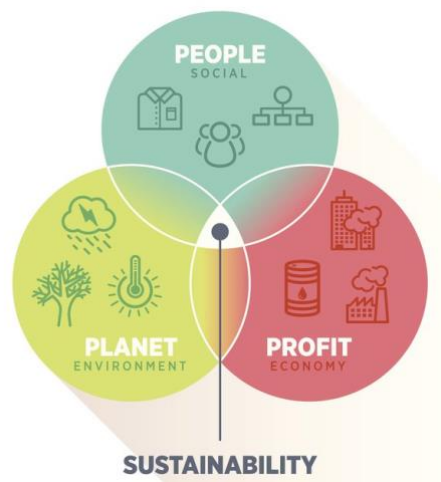 PEOPLE
SOCIAL
PLANET
ENVIRONMENT
PROFIT
ECONOMY
SUSTAINABILITY